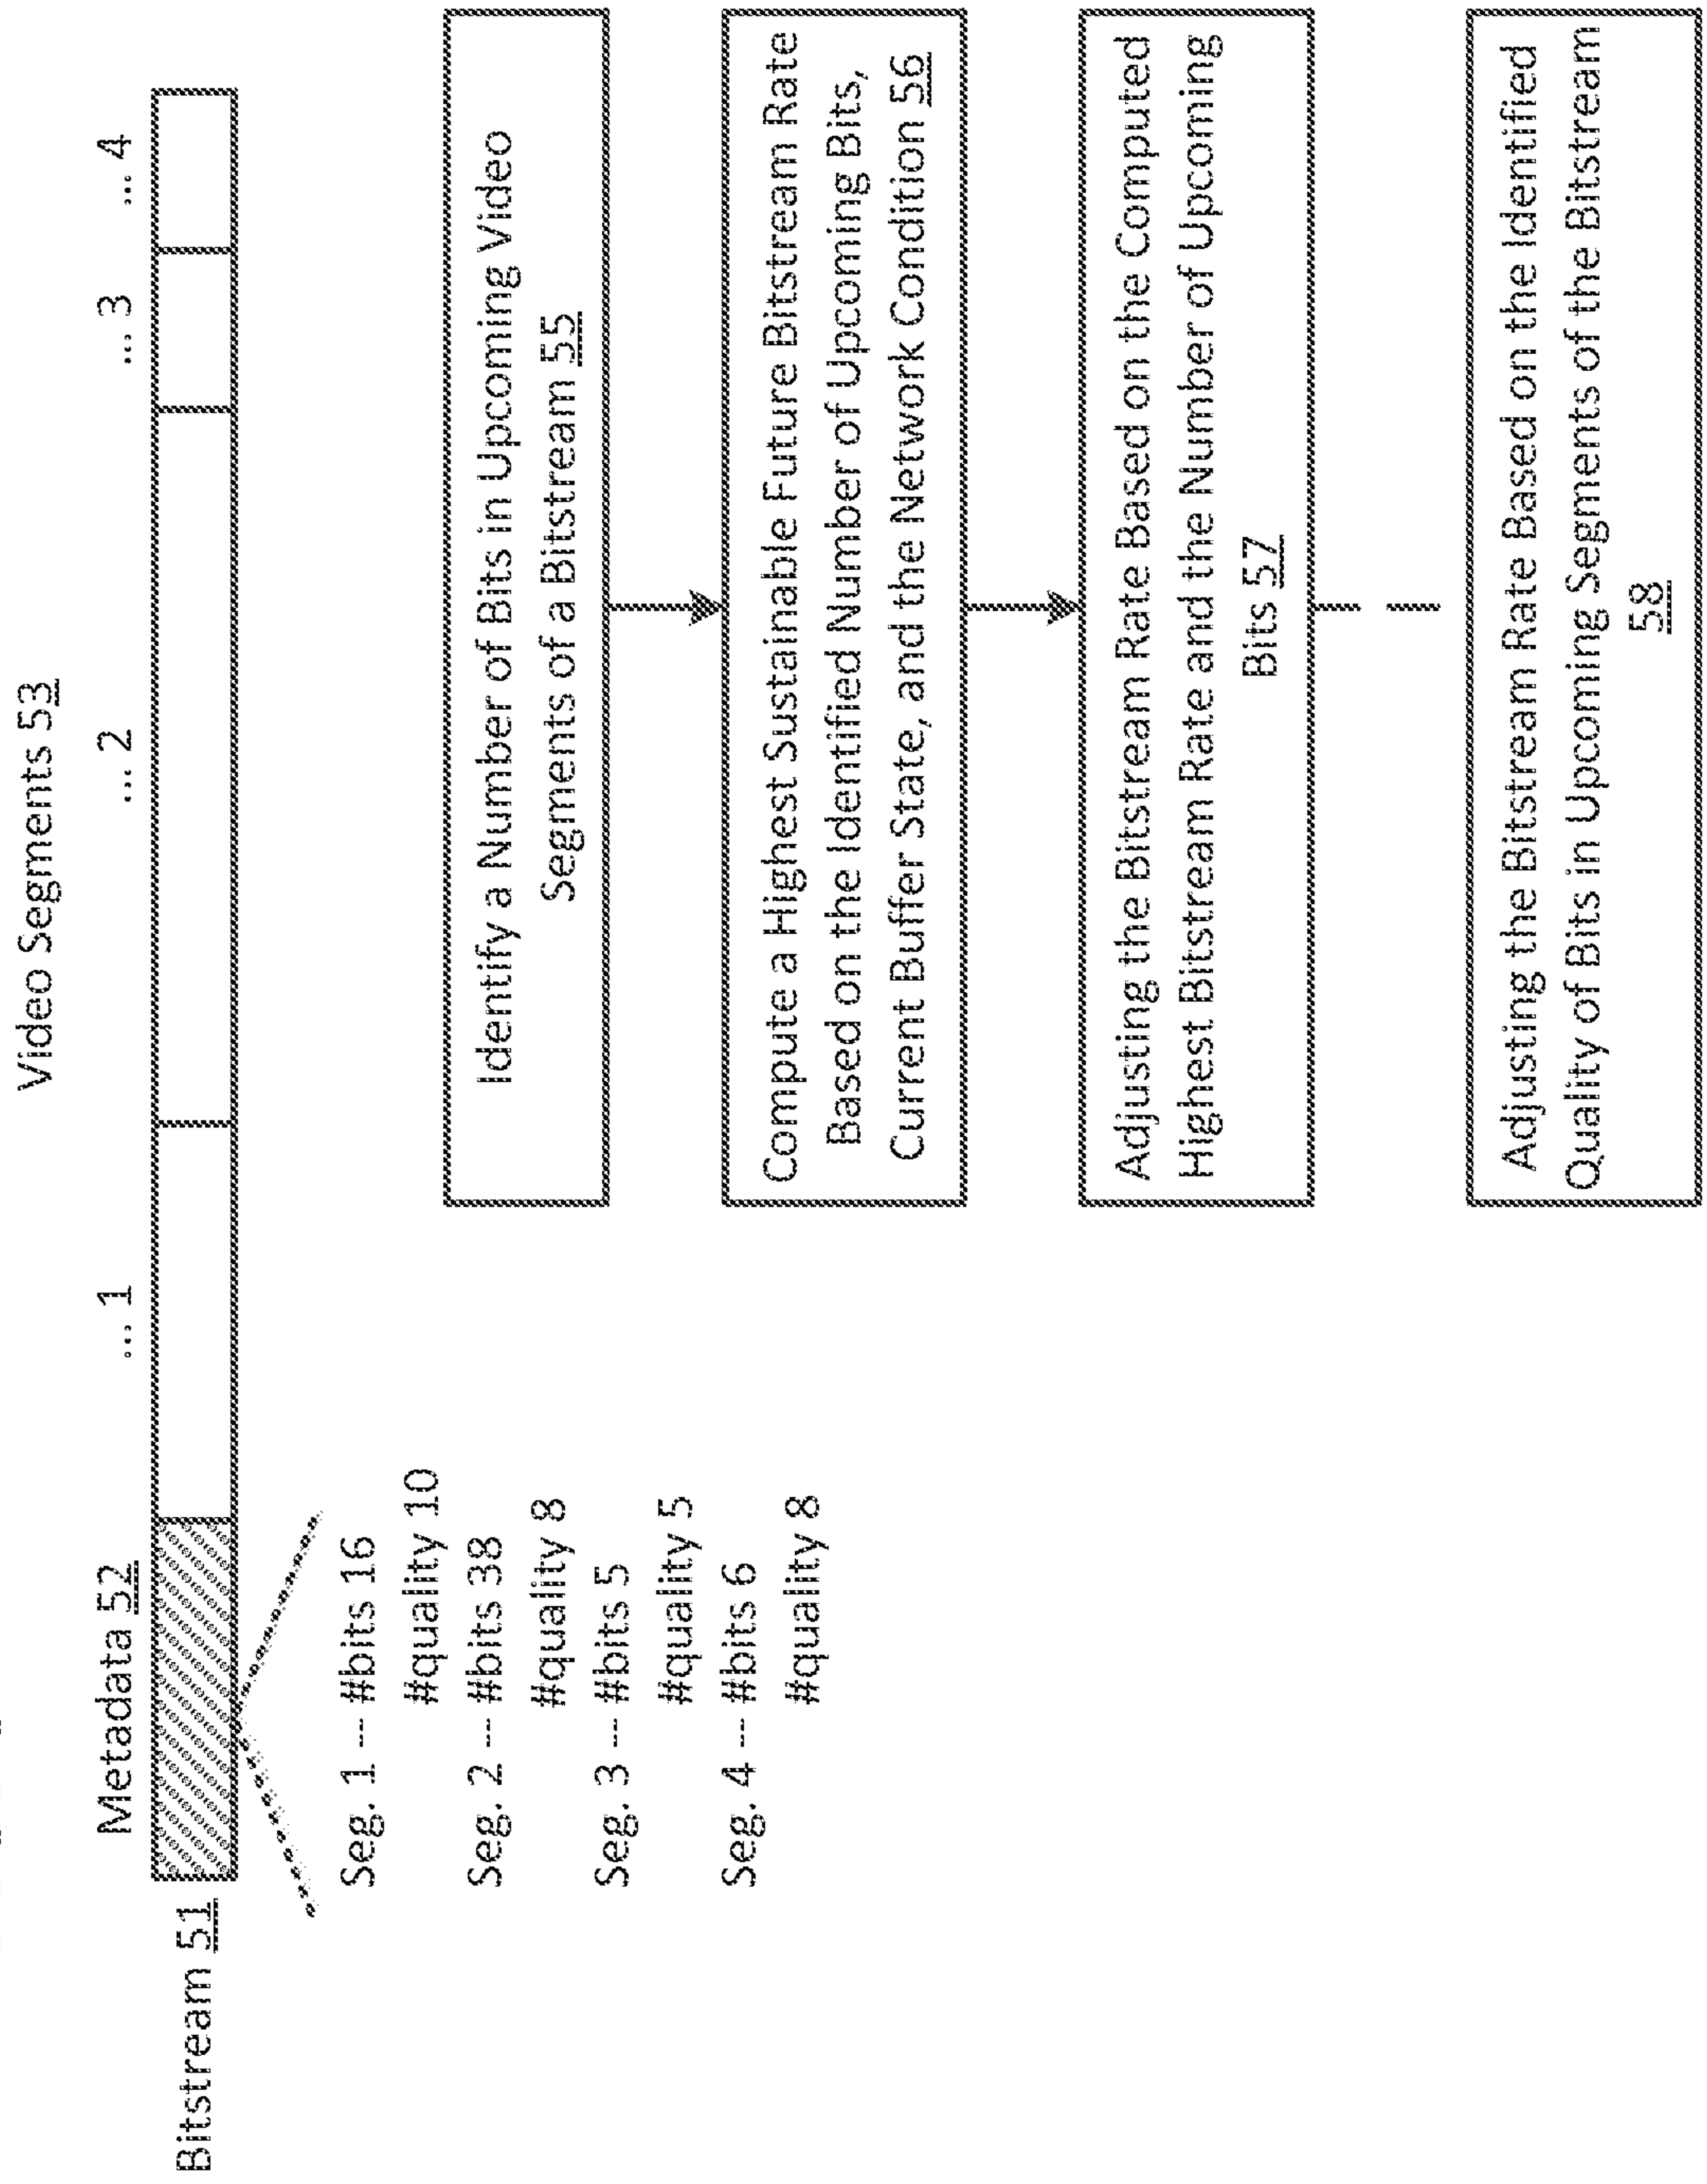 Video Segments 53
Metadata 52
... 1
... 2
... 3
... 4
Bitstream 51
Seg. 1 -- #bits 16
#quality 10
Seg. 2 -- #bits 38
#quality 8
Seg. 3 -- #bits 5
#quality 5
Seg. 4 -- #bits 6
#quality 8
Identify a Number of Bits in Upcoming Video
Segments of a Bitstream 55
Compute a Highest Sustainable Future Bitstream Rate
Based on the Identified Number of Upcoming Bits,
Current Buffer State, and the Network Condition 56
Adjusting the Bitstream Rate Based on the Computed
Highest Bitstream Rate and the Number of Upcoming
Bits 57
Adjusting the Bitstream Rate Based on the Identified
Quality of Bits in Upcoming Segments of the Bitstream
58